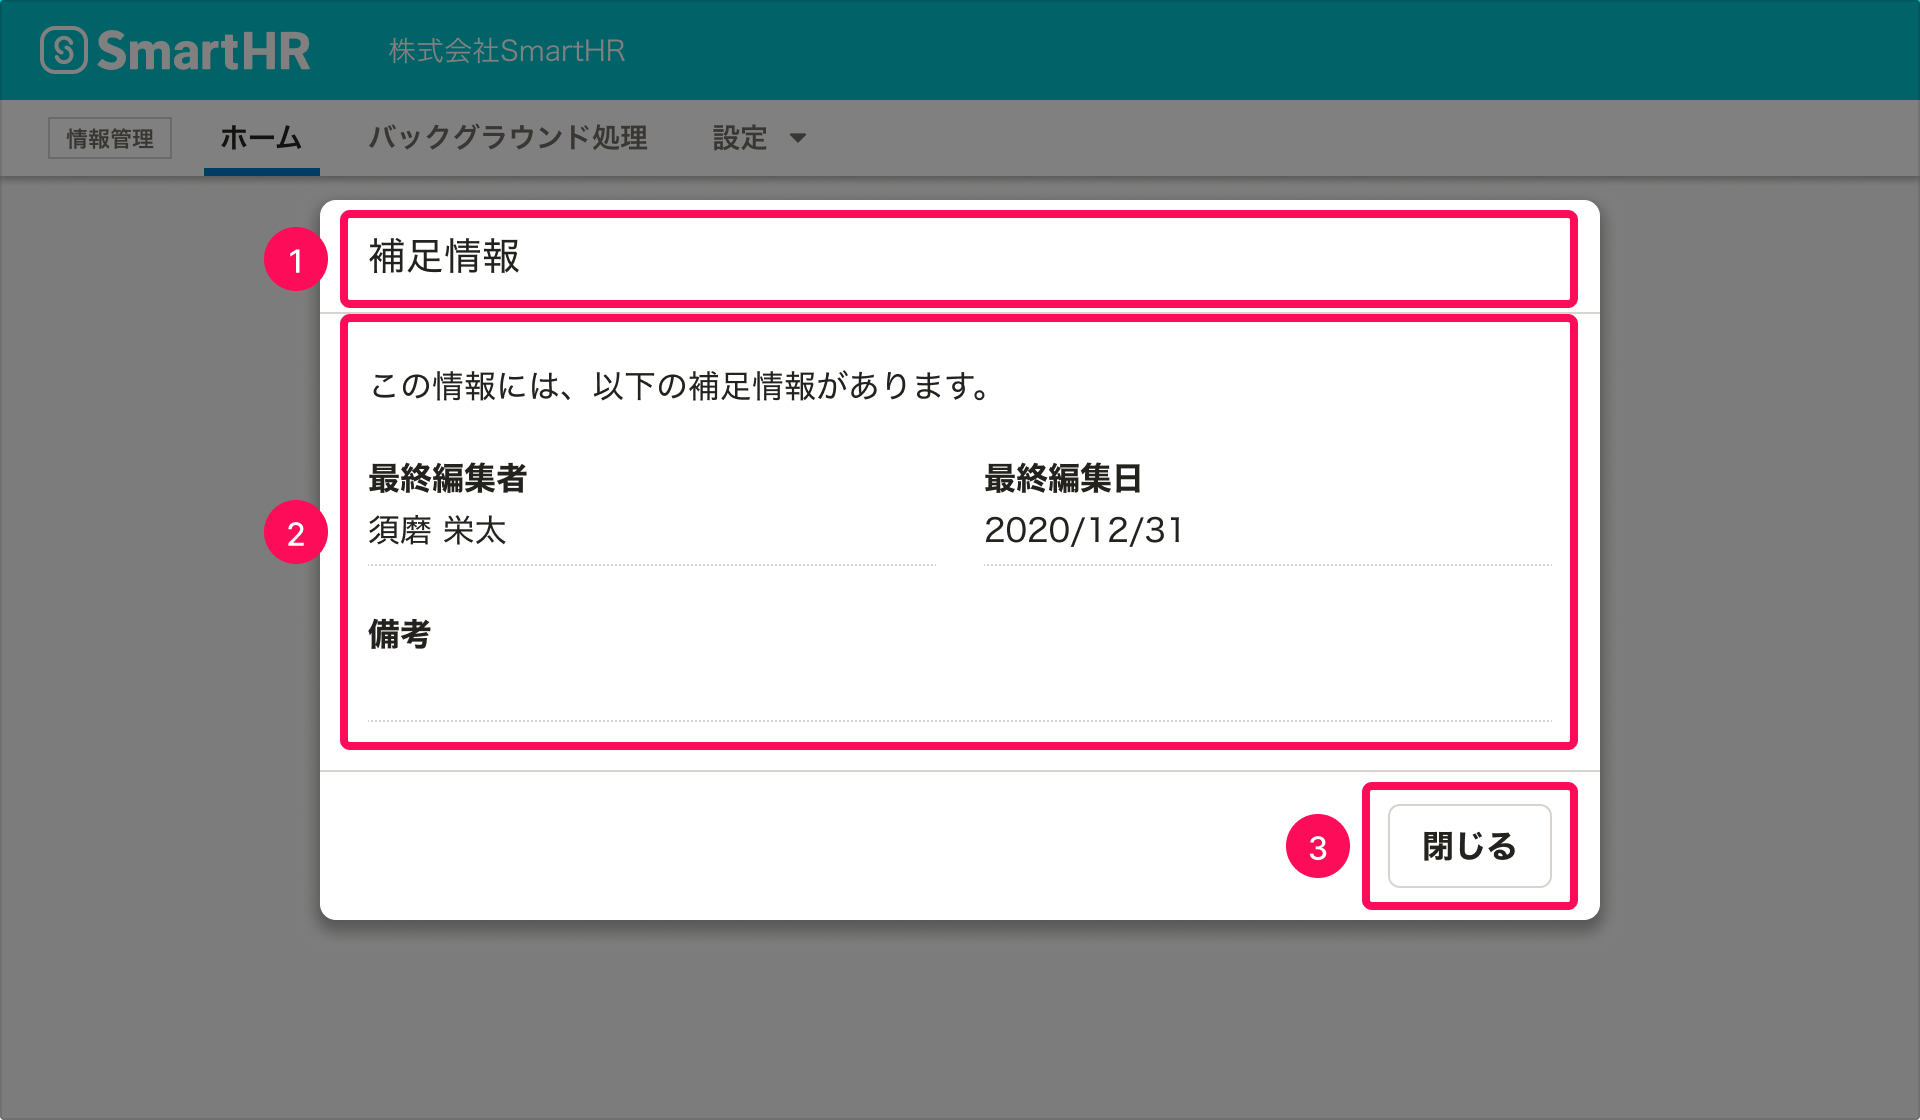 SmartHR 株式会社SmartHR
情報管理 ホーム バックグラウンド処理 設定
1 補足情報
この情報には、以下の補足情報があります。
最終編集者 最終編集日
2 須磨 栄太 2020/12/31
備考
3 閉じる